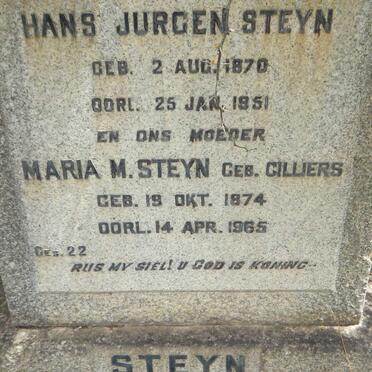 HANS JURGEN STEYN
GEB. 2 AUG. 1870
OORL. 25 JAN. 1951
EN ONS MOEDER
MARIA M. STEYN GEB. CILLIERS
GEB. 19 OKT. 1874
OORL. 14 APR. 1965
GES. 22
RUS MY SIEL! U GOD IS KONING.
STEYN